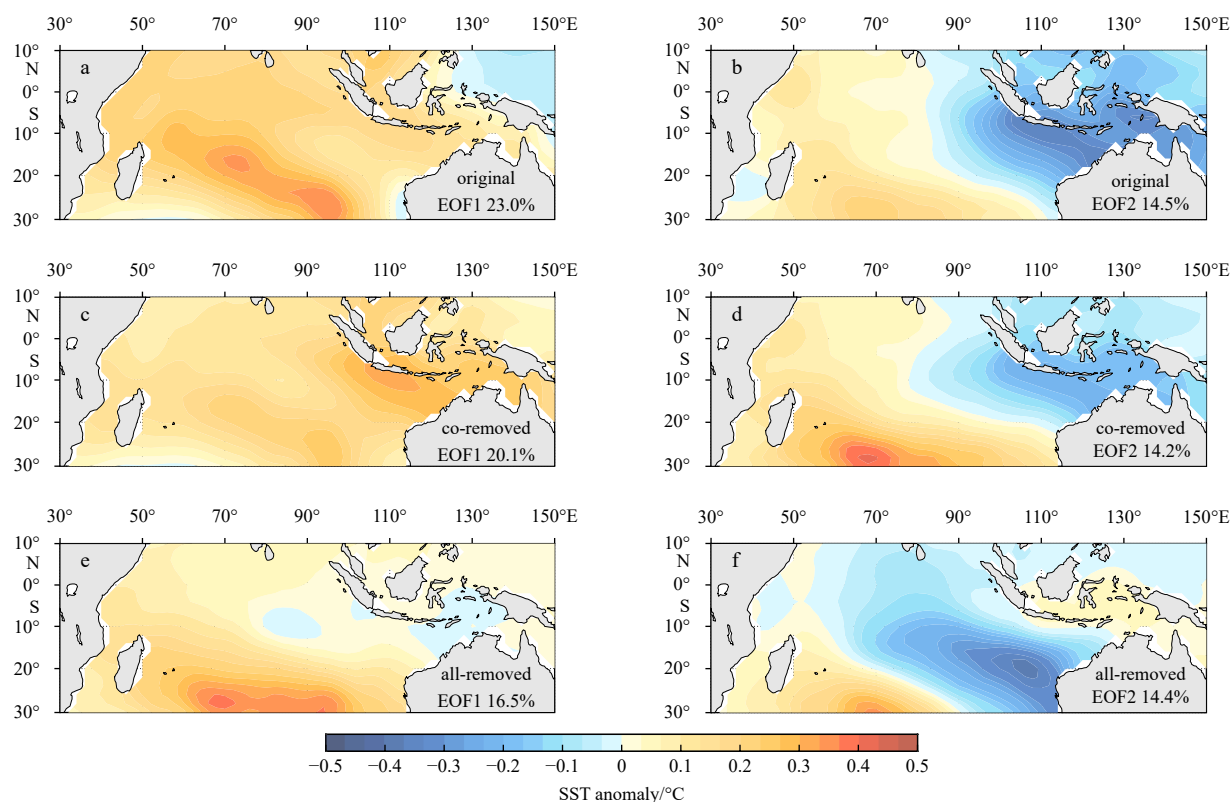 30° 50° 70° 90° 110° 130° 150°E
10°
N
0°
S
10°
20°
30°
a
original
EOF1 23.0%
30° 50° 70° 90° 110° 130° 150°E
10°
N
0°
S
10°
20°
30°
b
original
EOF2 14.5%
30° 50° 70° 90° 110° 130° 150°E
10°
N
0°
S
10°
20°
30°
c
co-removed
EOF1 20.1%
30° 50° 70° 90° 110° 130° 150°E
10°
N
0°
S
10°
20°
30°
d
co-removed
EOF2 14.2%
30° 50° 70° 90° 110° 130° 150°E
10°
N
0°
S
10°
20°
30°
e
all-removed
EOF1 16.5%
30° 50° 70° 90° 110° 130° 150°E
10°
N
0°
S
10°
20°
30°
f
all-removed
EOF2 14.4%
−0.5 −0.4 −0.3 −0.2 −0.1 0 0.1 0.2 0.3 0.4 0.5
SST anomaly/°C